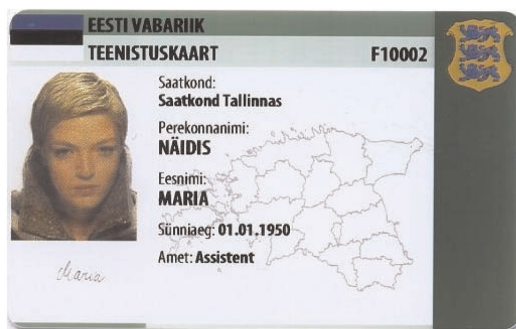 EESTI VABARIIK
TEENISTUSKAART F10002
Saatkond:
Saatkond Tallinnas
Perekonnanimi:
NÄIDIS
Eesnimi:
MARIA
Sünniaeg: 01.01.1950
Amet: Assistent
Maria